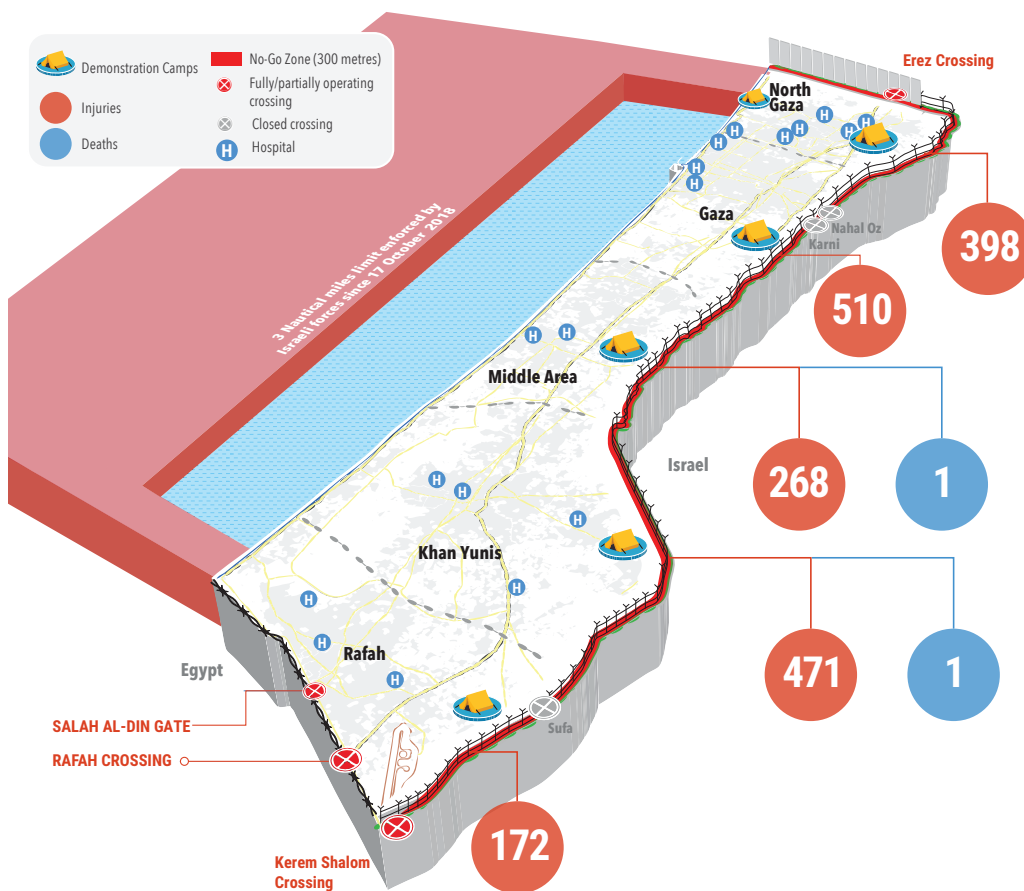 Demonstration Camps
Injuries
Deaths
No-Go Zone (300 metres)
Fully/partially operating
crossing
Closed crossing
H Hospital
Erez Crossing
North
Gaza
H
H
H
H
H
H
H
H
H
Gaza
Nahal Oz
Karni
398
510
3 Nautical miles limit enforced by
Israeli forces since 17 October 2018
H
H
Middle Area
Israel
268
1
H
H
H
Khan Yunis
H
471
1
H
H
Rafah
H
Egypt
SALAH AL-DIN GATE
Sufa
RAFAH CROSSING
172
Kerem Shalom
Crossing